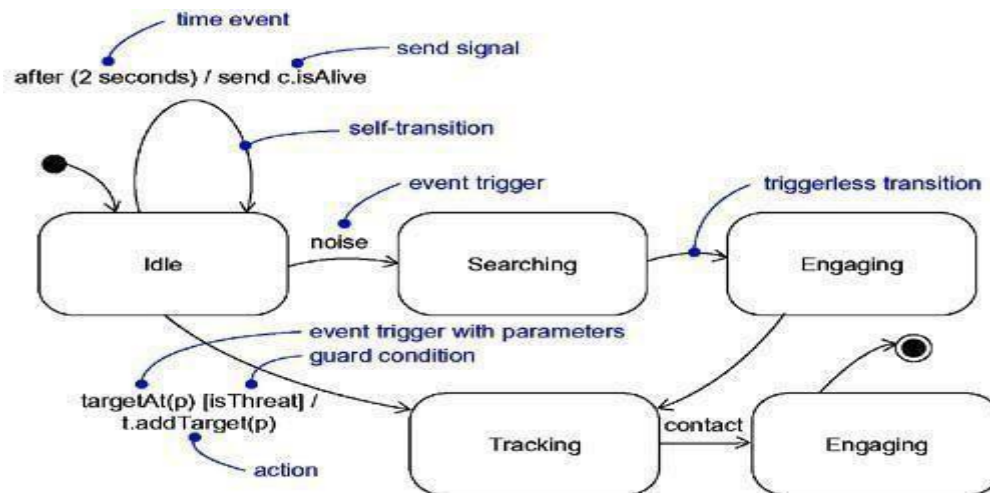 time event
send signal
after (2 seconds) / send c.isAlive
self-transition
event trigger
triggerless transition
noise
Idle
Searching
Engaging
event trigger with parameters
guard condition
targetAt(p) [isThreat] /
t.addTarget(p)
action
Tracking
contact
Engaging